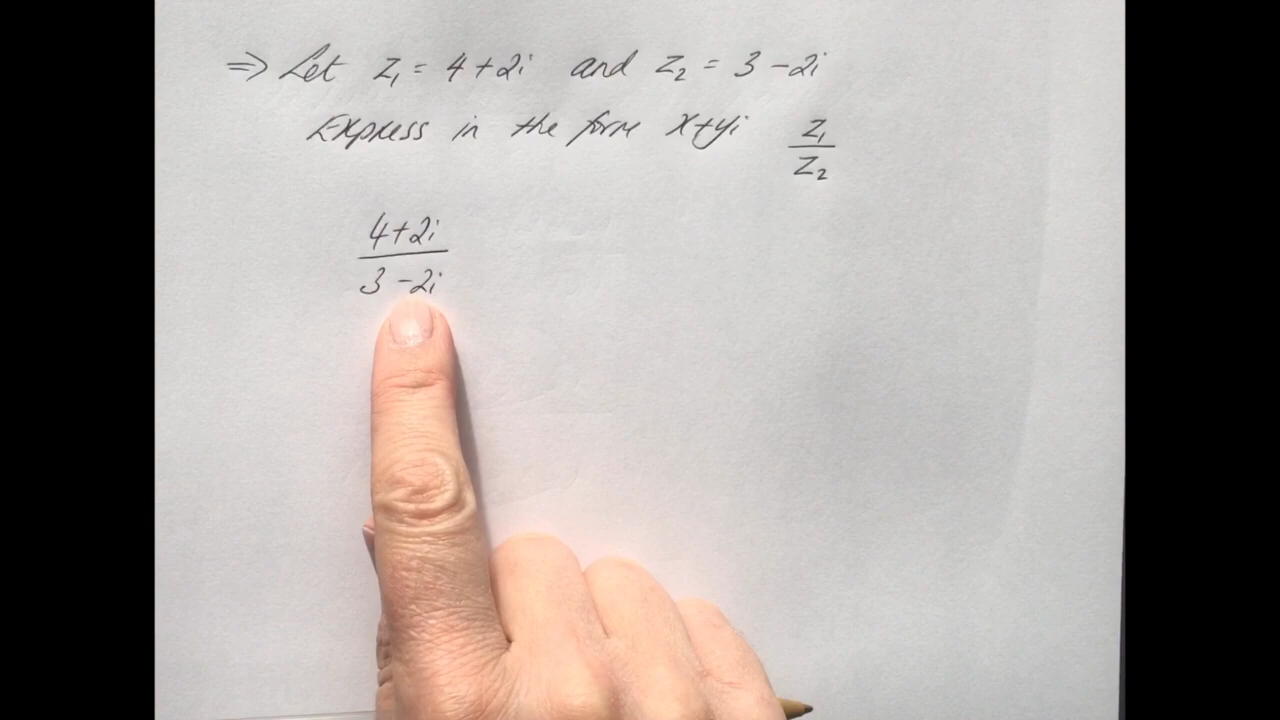 ⇒ Let z₁ = 4 + 2i and z₂ = 3 - 2i
Express in the form x+yi z₁/z₂
4+2i
3 - 2i